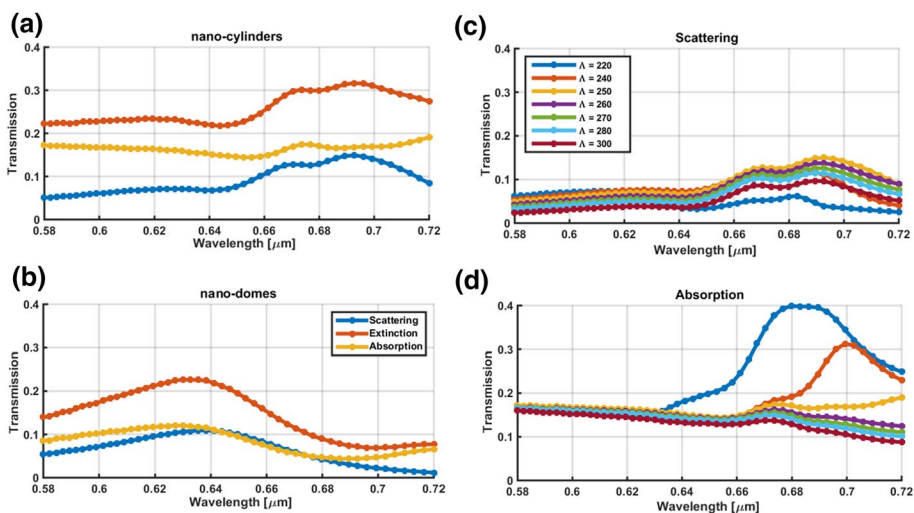 (a)
nano-cylinders
0.4
0.3
0.2
0.1
0
Transmission
0.58 0.6 0.62 0.64 0.66 0.68 0.7 0.72
Wavelength [μm]
(b)
nano-domes
0.4
0.3
0.2
0.1
0
Transmission
Scattering
Extinction
Absorption
0.58 0.6 0.62 0.64 0.66 0.68 0.7 0.72
Wavelength [μm]
(c)
Scattering
0.4
0.3
0.2
0.1
0
Transmission
Λ = 220
Λ = 240
Λ = 250
Λ = 260
Λ = 270
Λ = 280
Λ = 300
0.58 0.6 0.62 0.64 0.66 0.68 0.7 0.72
Wavelength [μm]
(d)
Absorption
0.4
0.3
0.2
0.1
0
Transmission
0.58 0.6 0.62 0.64 0.66 0.68 0.7 0.72
Wavelength [μm]